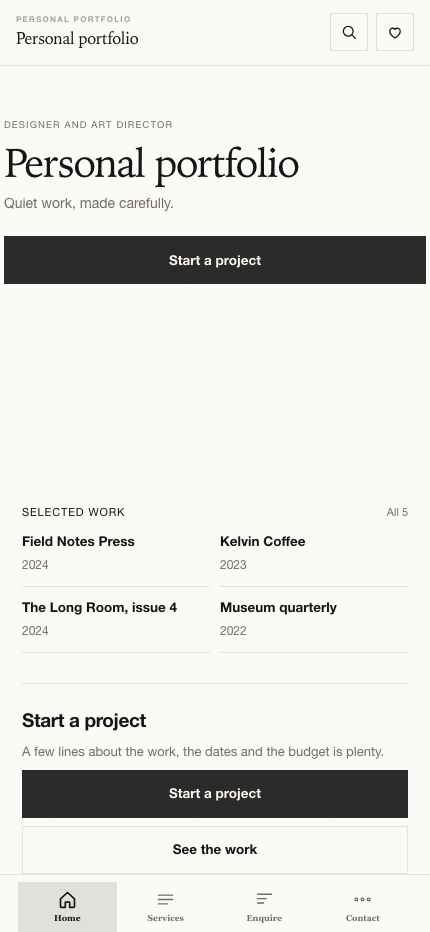 PERSONAL PORTFOLIO
Personal portfolio
DESIGNER AND ART DIRECTOR
Personal portfolio
Quiet work, made carefully.
Start a project
SELECTED WORK
All 5
Field Notes Press
2024
Kelvin Coffee
2023
The Long Room, issue 4
2024
Museum quarterly
2022
Start a project
A few lines about the work, the dates and the budget is plenty.
Start a project
See the work
Home
Services
Enquire
Contact